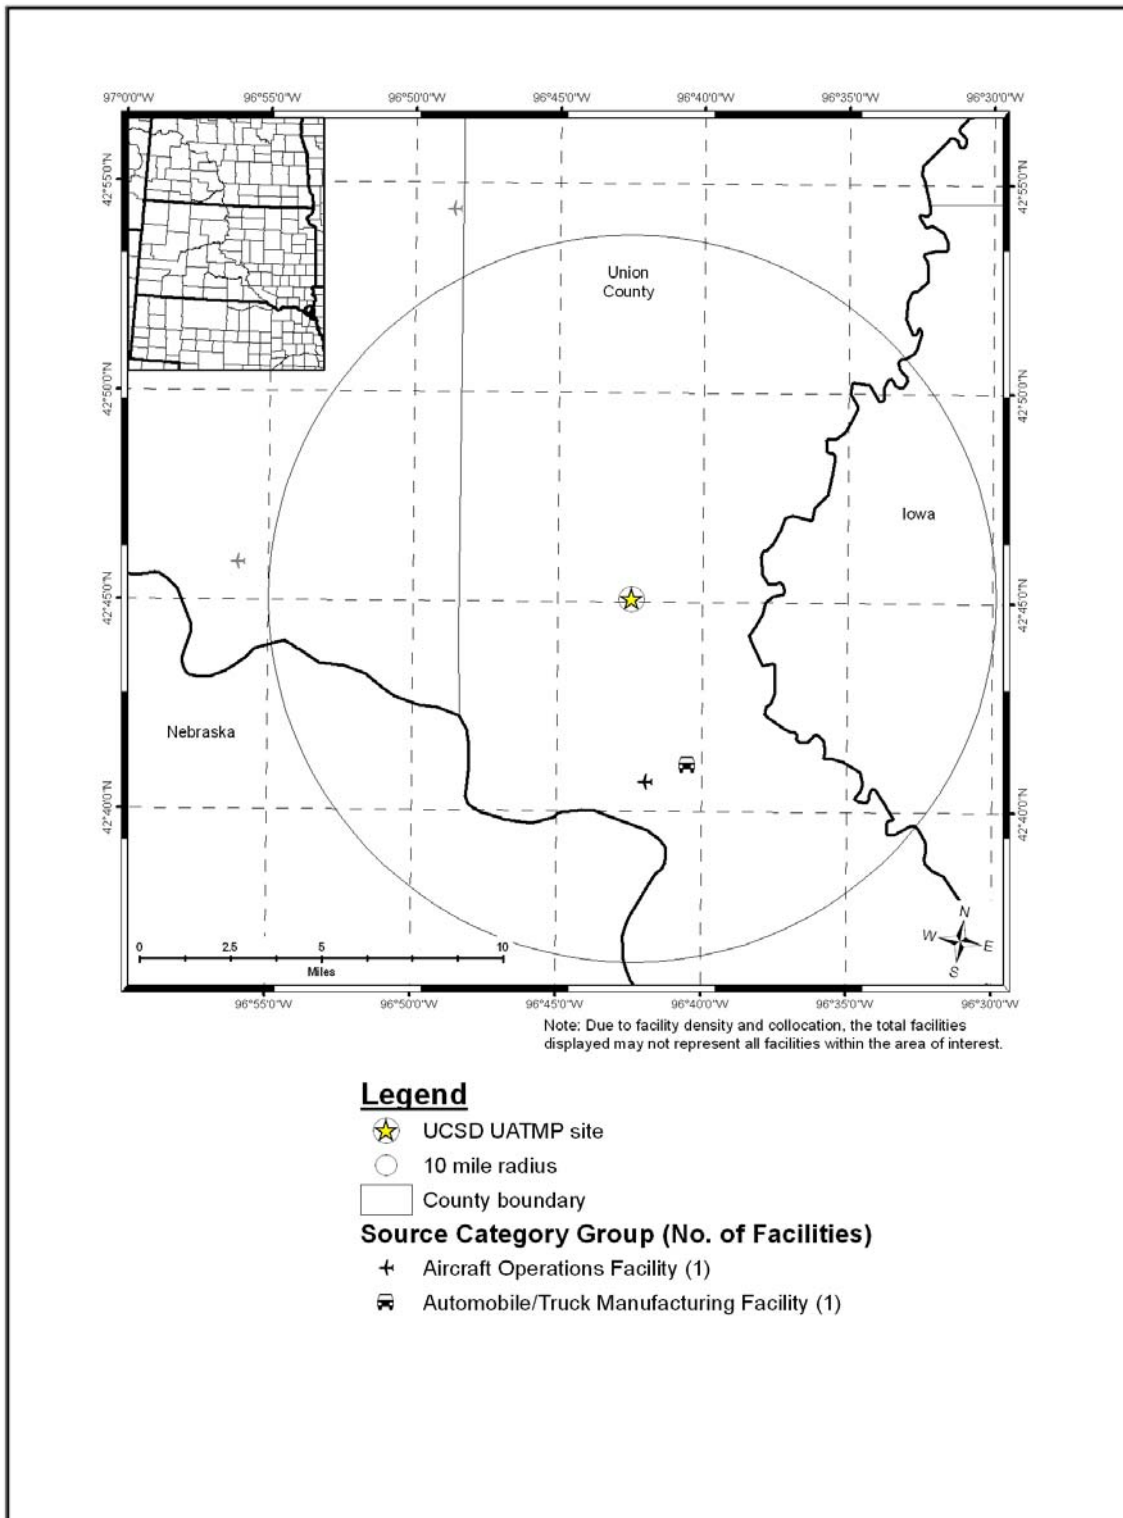 97°0'0"W 96°55'0"W 96°50'0"W 96°45'0"W 96°40'0"W 96°35'0"W 96°30'0"W
42°55'0"N
42°55'0"N
Union
County
42°50'0"N
42°50'0"N
Iowa
42°45'0"N
42°45'0"N
Nebraska
42°40'0"N
42°40'0"N
N
W E
S
0 2.5 5 10
Miles
96°55'0"W 96°50'0"W 96°45'0"W 96°40'0"W 96°35'0"W 96°30'0"W
Note: Due to facility density and collocation, the total facilities
displayed may not represent all facilities within the area of interest.
Legend
UCSD UATMP site
10 mile radius
County boundary
Source Category Group (No. of Facilities)
Aircraft Operations Facility (1)
Automobile/Truck Manufacturing Facility (1)